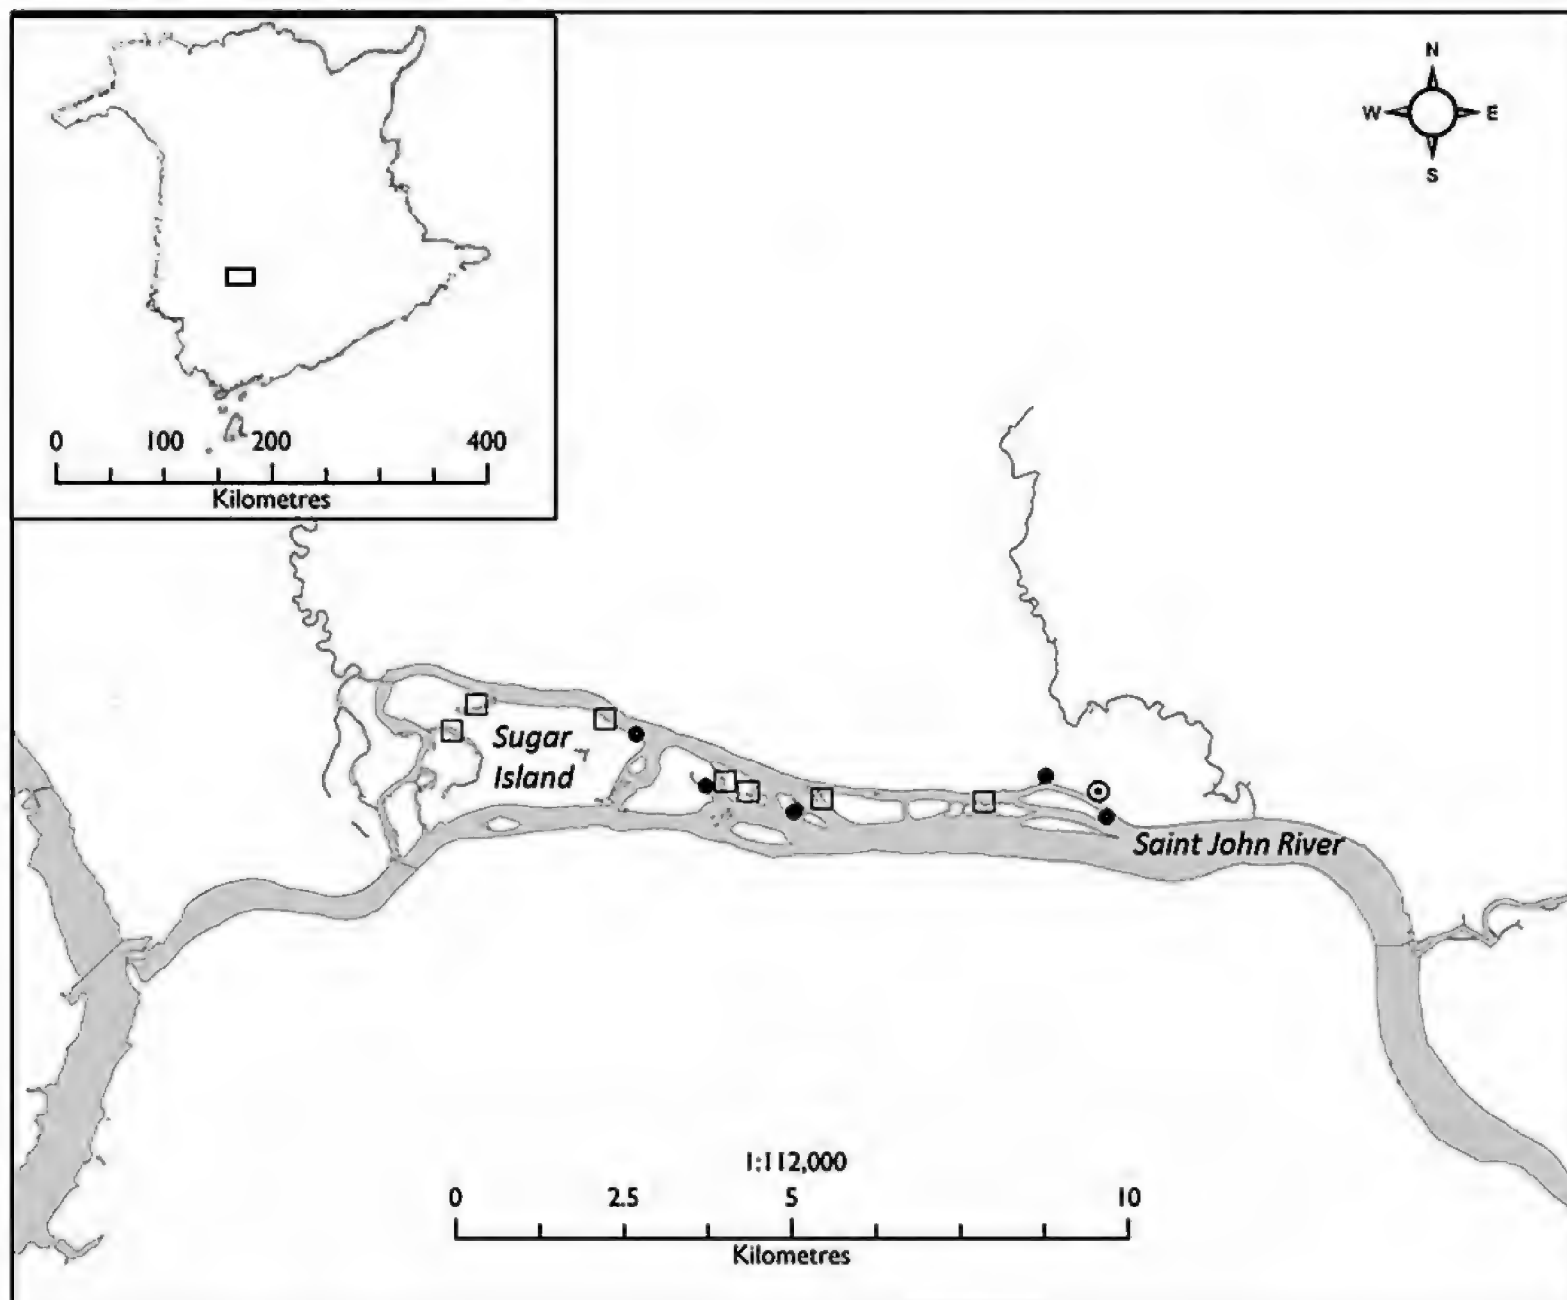 N
W E
S
0 100 200 400
Kilometres
Sugar
Island
Saint John River
1:112,000
0 2.5 5 10
Kilometres